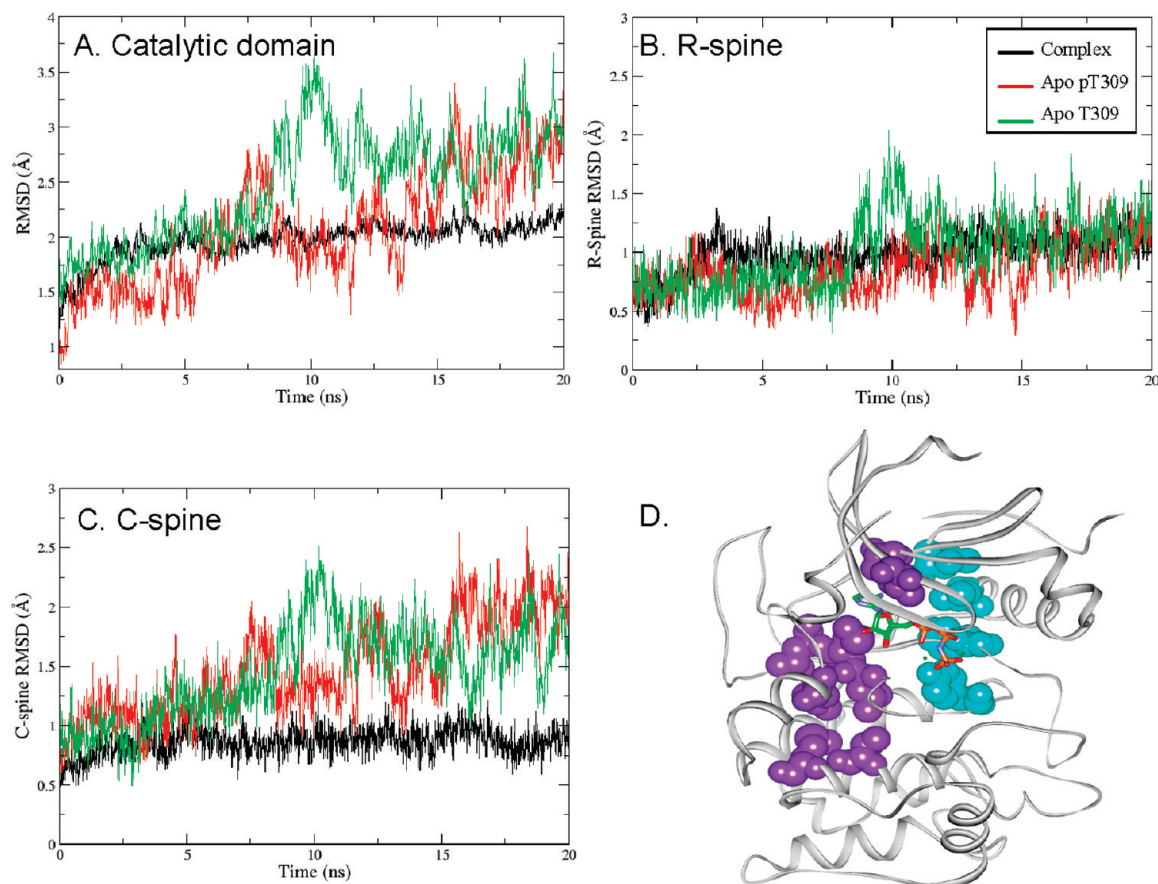 A. Catalytic domain
RMSD (Å)
4
3.5
3
2.5
2
1.5
1
0 5 10 15 20
Time (ns)
B. R-spine
Complex
Apo pT309
Apo T309
R-Spine RMSD (Å)
3
2.5
2
1.5
1
0.5
0
0 5 10 15 20
Time (ns)
C. C-spine
C-spine RMSD (Å)
3
2.5
2
1.5
1
0.5
0
0 5 10 15 20
Time (ns)
D.